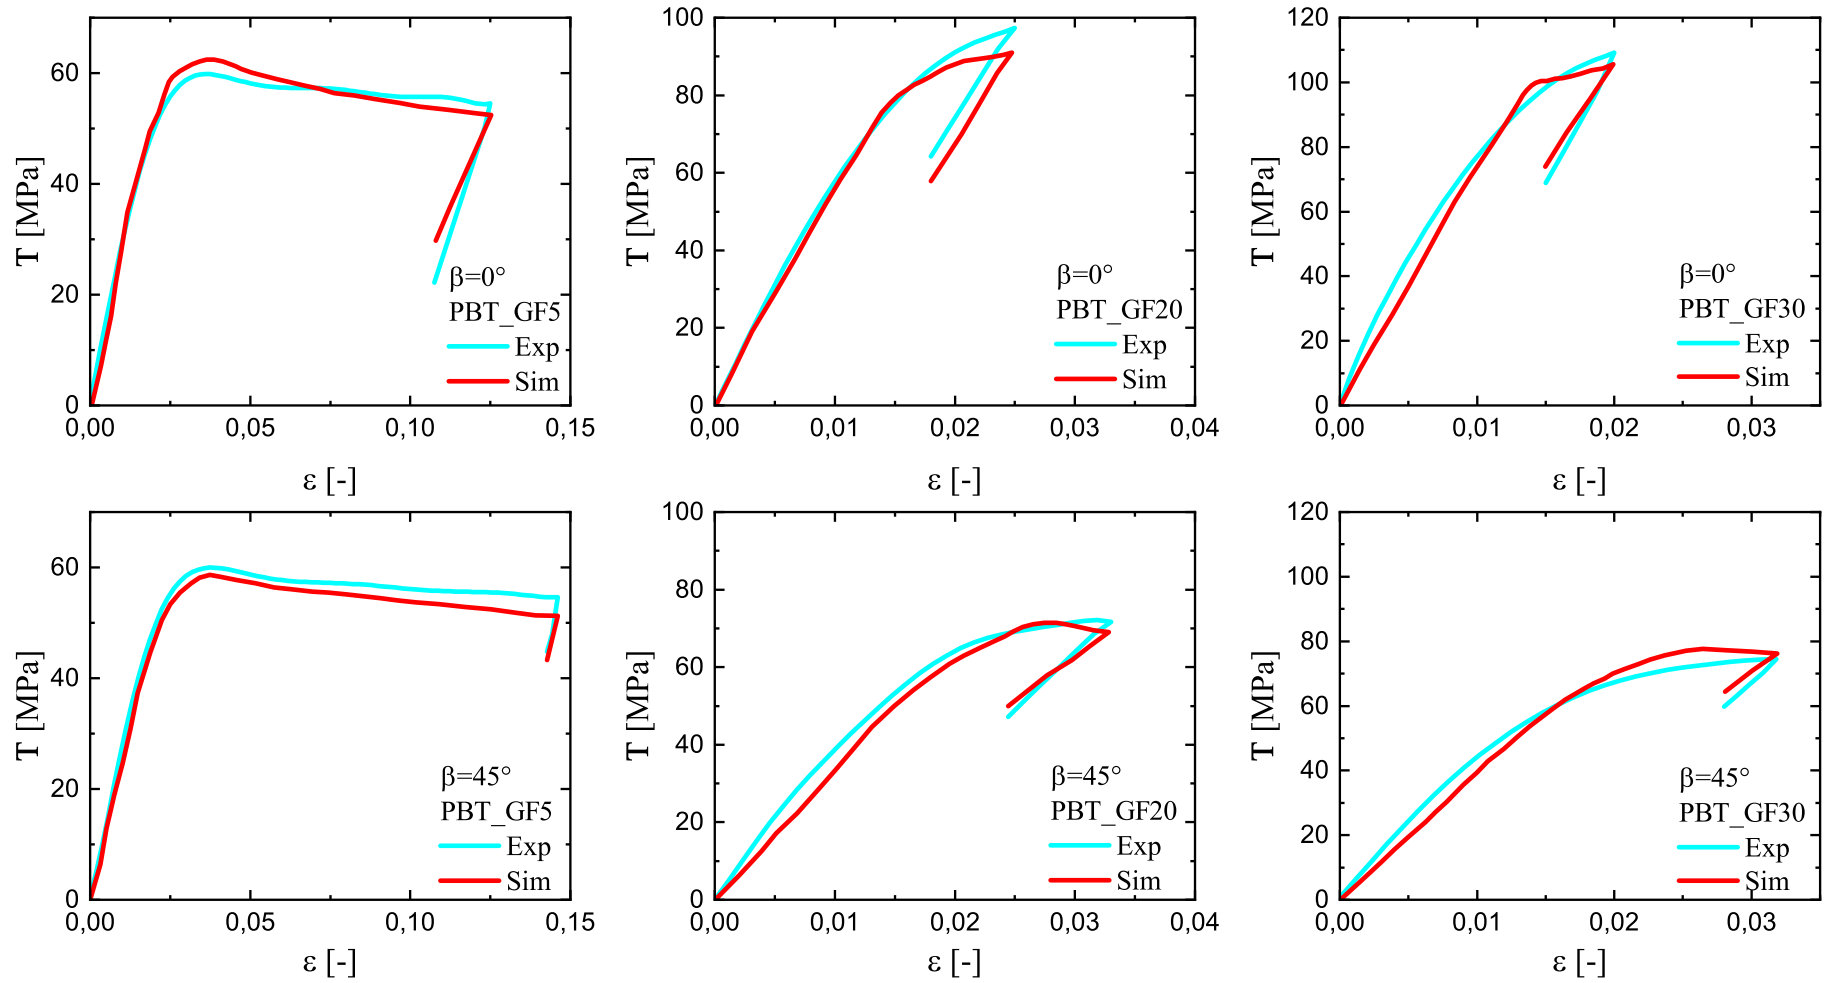 60
40
20
0
0,00
0,05
0,10
0,15
T [MPa]
ε [-]
β=0°
PBT_GF5
Exp
Sim
100
80
60
40
20
0
0,00
0,01
0,02
0,03
0,04
T [MPa]
ε [-]
β=0°
PBT_GF20
Exp
Sim
120
100
80
60
40
20
0
0,00
0,01
0,02
0,03
T [MPa]
ε [-]
β=0°
PBT_GF30
Exp
Sim
60
40
20
0
0,00
0,05
0,10
0,15
T [MPa]
ε [-]
β=45°
PBT_GF5
Exp
Sim
100
80
60
40
20
0
0,00
0,01
0,02
0,03
0,04
T [MPa]
ε [-]
β=45°
PBT_GF20
Exp
Sim
120
100
80
60
40
20
0
0,00
0,01
0,02
0,03
T [MPa]
ε [-]
β=45°
PBT_GF30
Exp
Sim